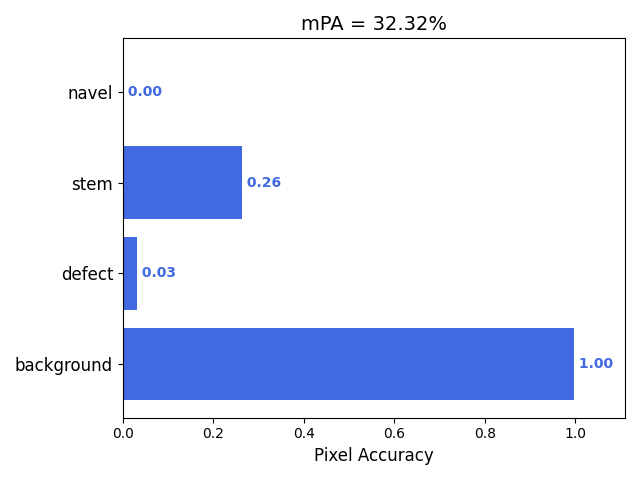 mPA = 32.32%
navel
0.00
stem
0.26
defect
0.03
background
1.00
0.0 0.2 0.4 0.6 0.8 1.0
Pixel Accuracy